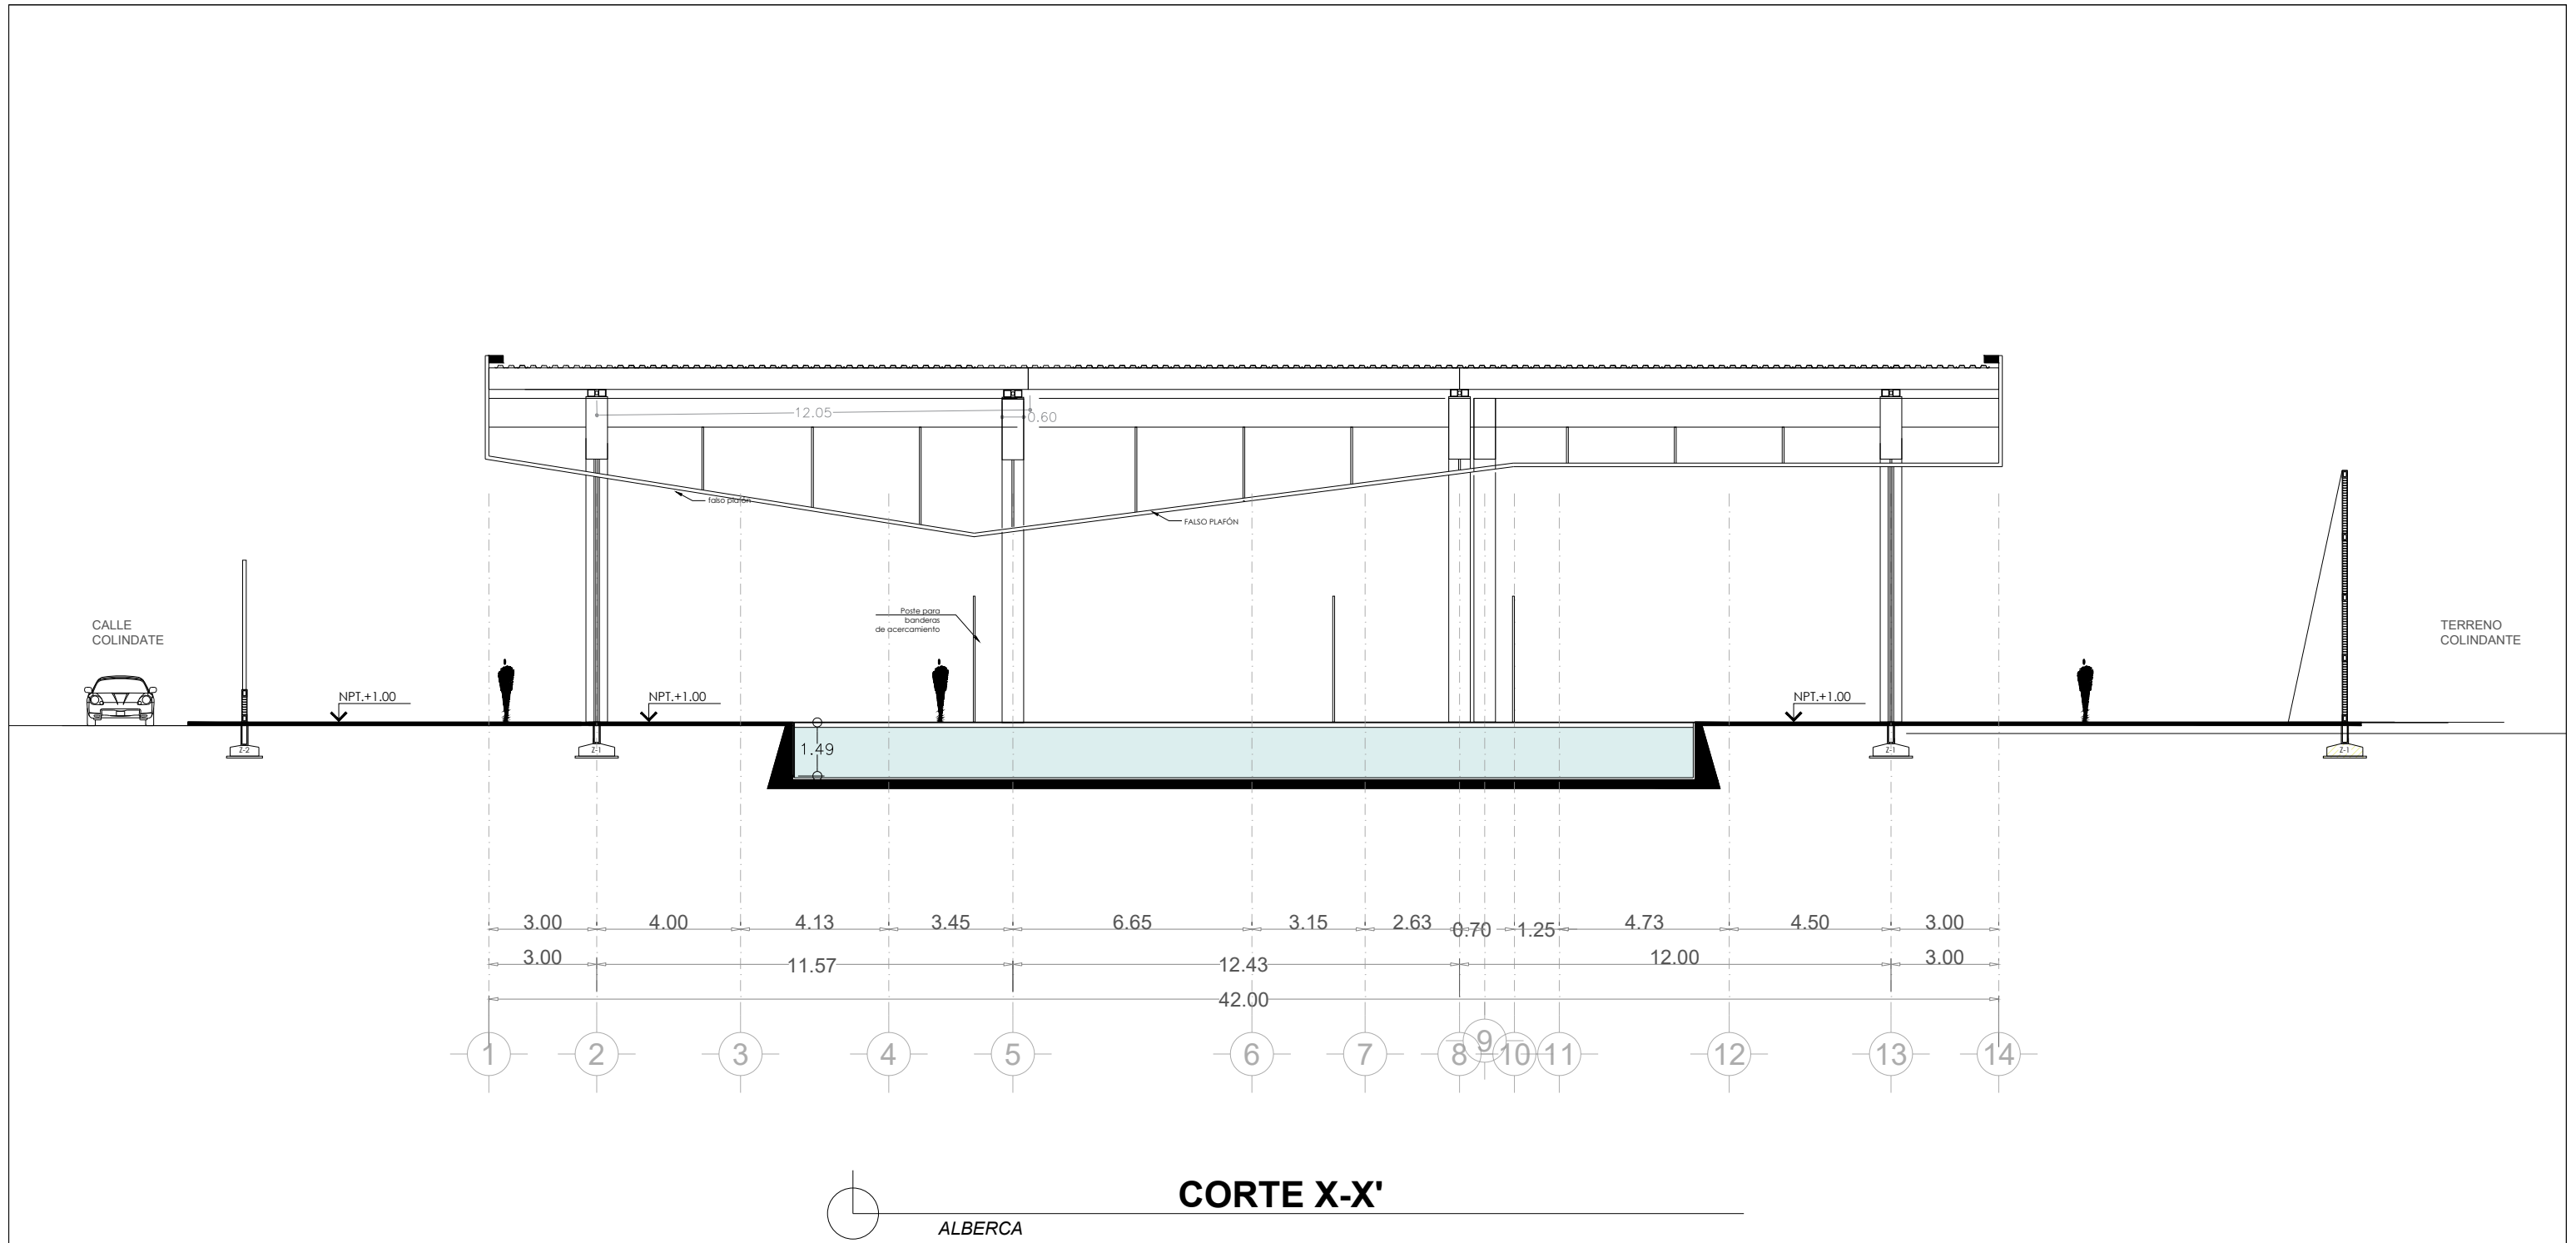 12.05
0.60
falso plafón
FALSO PLAFÓN
Poste para
banderas
de acercamiento
CALLE
COLINDATE
TERRENO
COLINDANTE
NPT.+1.00
NPT.+1.00
NPT.+1.00
1.49
Z-2
Z-1
Z-1
Z-1
3.00 4.00 4.13 3.45 6.65 3.15 2.63 0.70 1.25 4.73 4.50 3.00
3.00 11.57 12.43 12.00 3.00
42.00
1 2 3 4 5 6 7 8 9 10 11 12 13 14
CORTE X-X'
ALBERCA